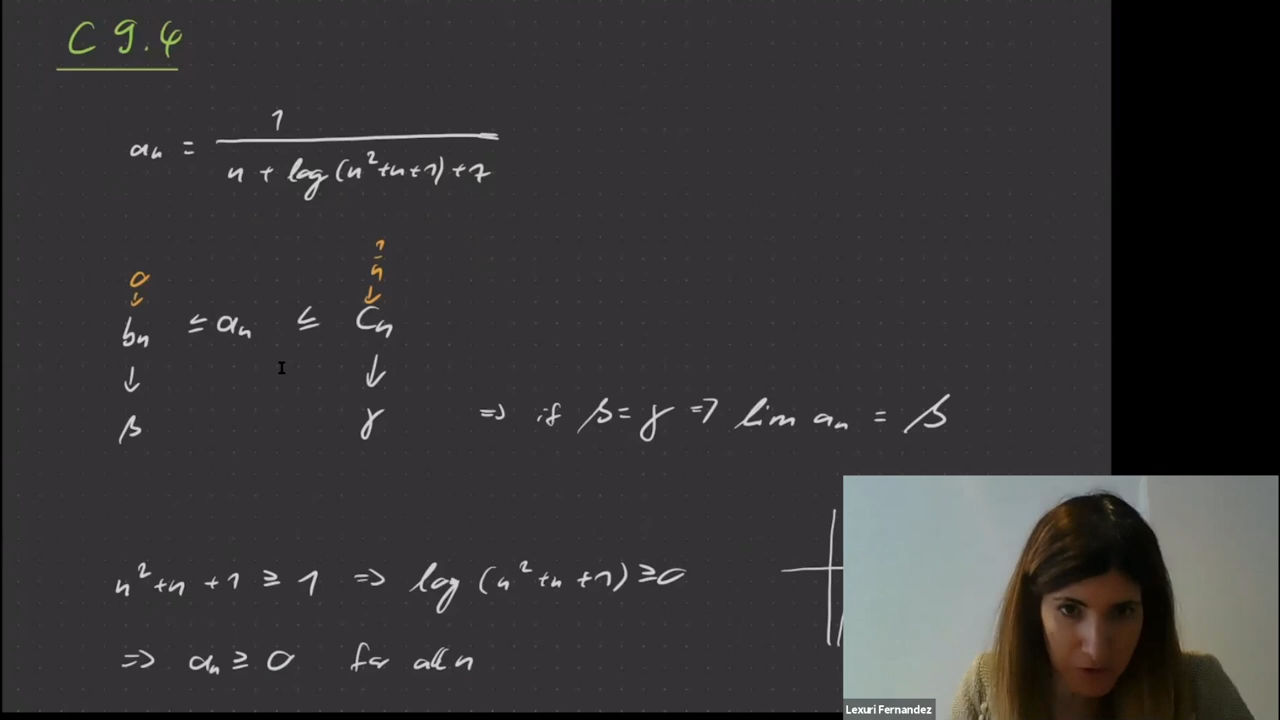 C 9.4
aₙ = 1 / (n + log(n²+n+1)+7)
0 1/n
↓ ↓
bₙ ≤ aₙ ≤ Cₙ
↓ ↓
β γ ⇒ if β = γ ⇒ lim aₙ = β
n²+n+1 ≥ 1 ⇒ log(n²+n+1) ≥ 0
⇒ aₙ ≥ 0 for all n
Lexuri Fernandez